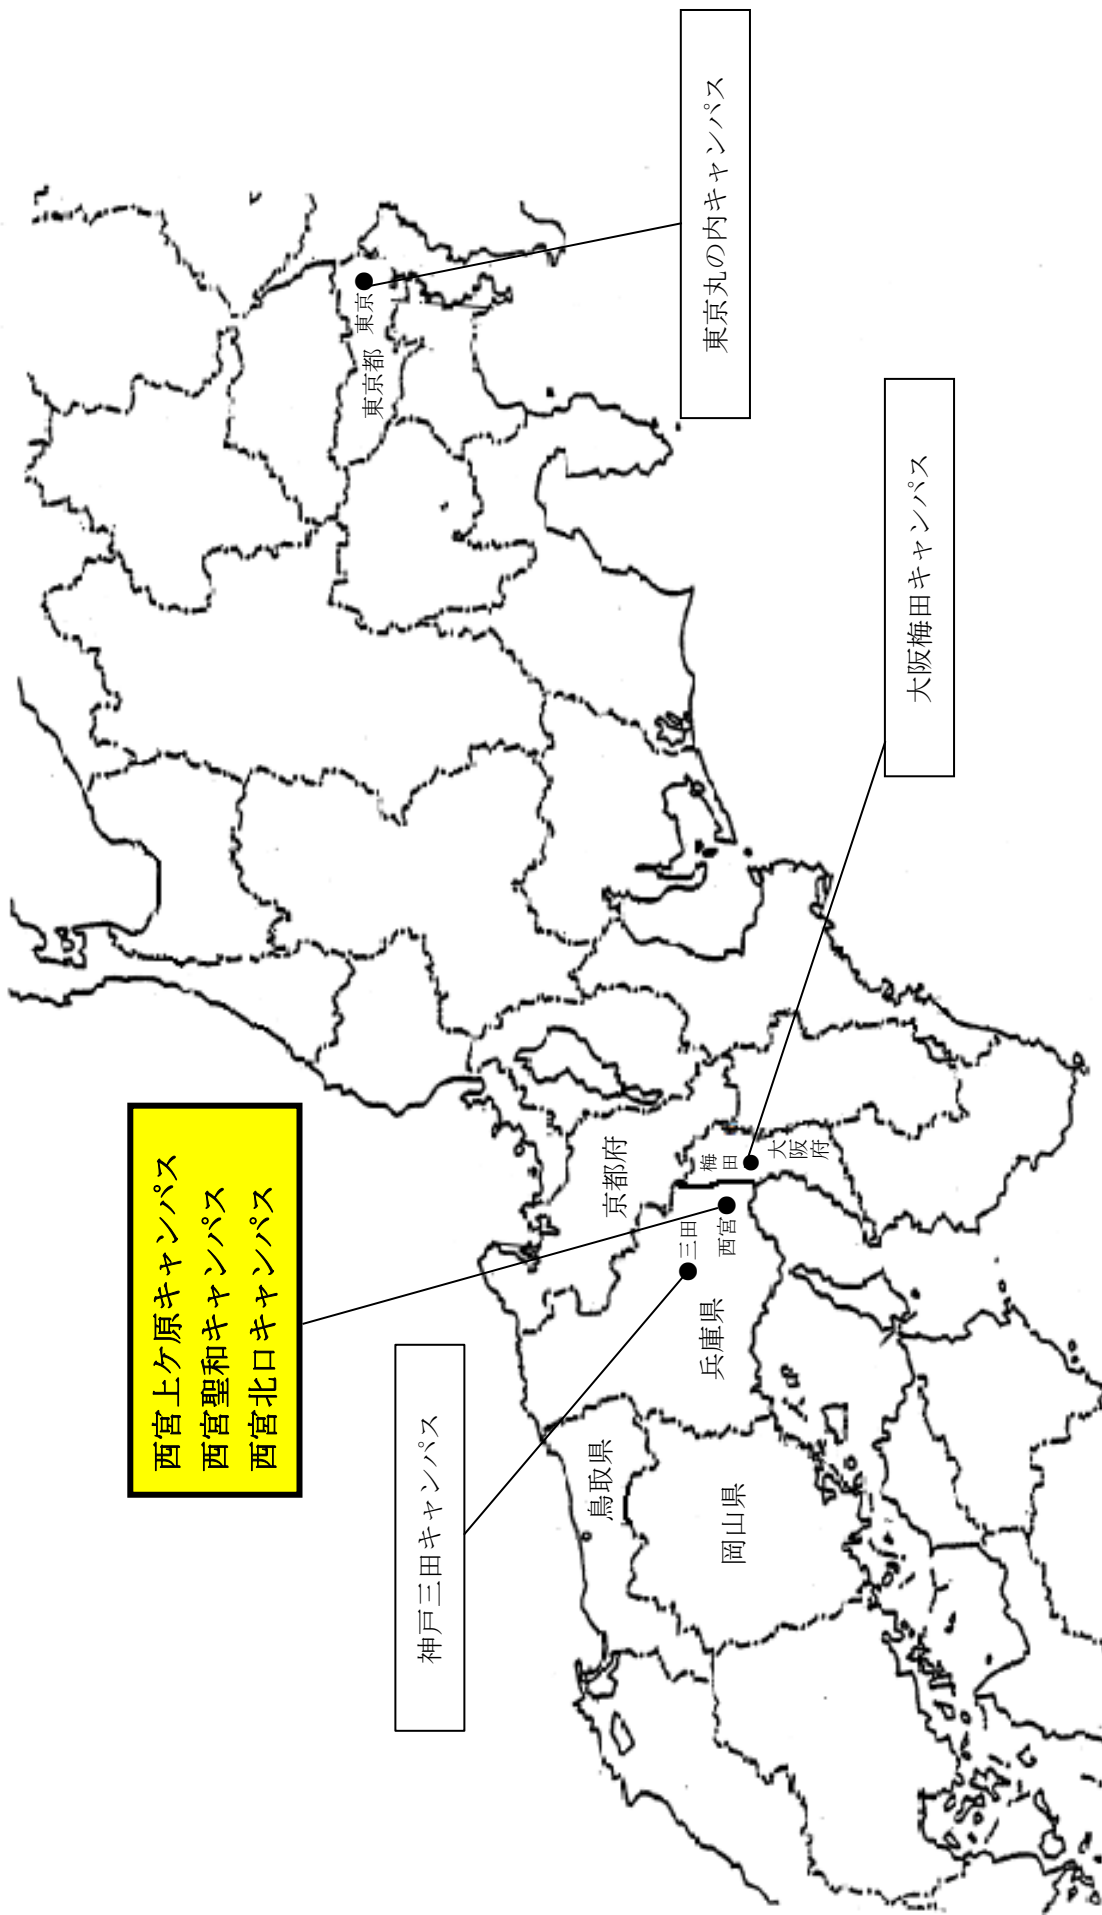 西宮上ケ原キャンパス
西宮聖和キャンパス
西宮北口キャンパス
神戸三田キャンパス
大阪梅田キャンパス
東京丸の内キャンパス
鳥取県
岡山県
兵庫県
三田
西宮
京都府
梅
田
大
阪
府
東京都
東京